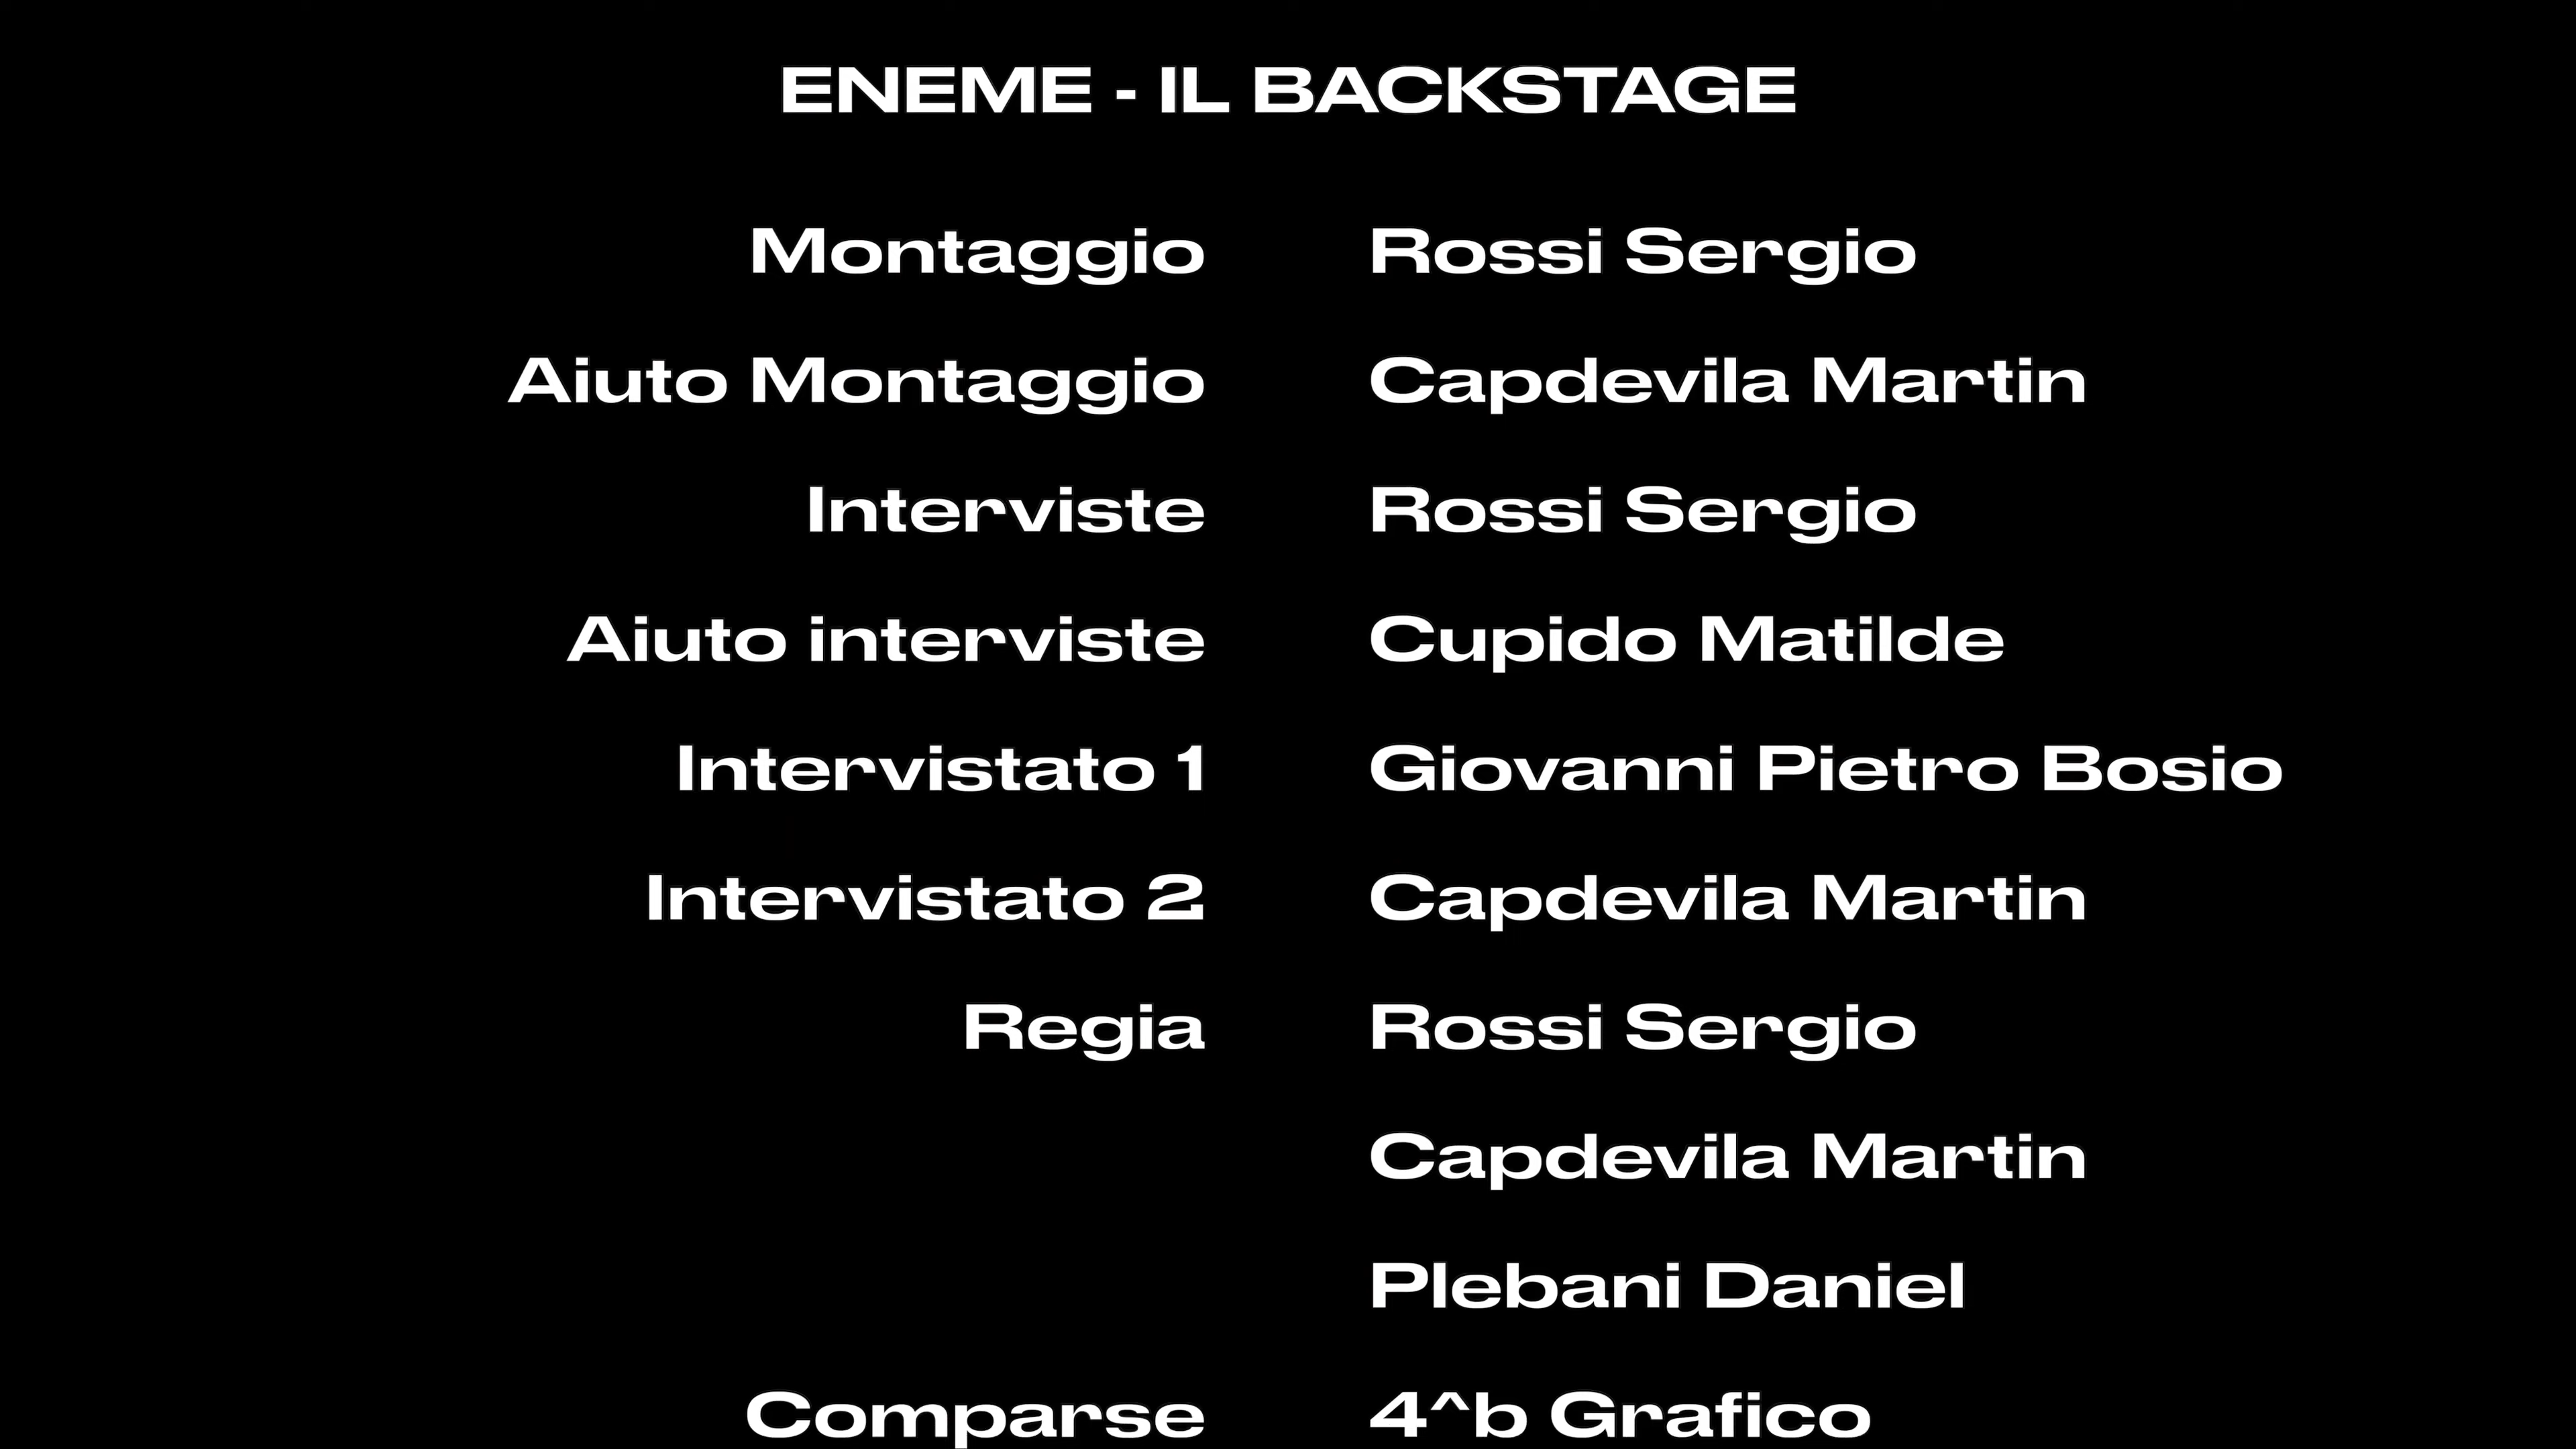 ENEME - IL BACKSTAGE
Montaggio Rossi Sergio
Aiuto Montaggio Capdevila Martin
Interviste Rossi Sergio
Aiuto interviste Cupido Matilde
Intervistato 1 Giovanni Pietro Bosio
Intervistato 2 Capdevila Martin
Regia Rossi Sergio
Capdevila Martin
Plebani Daniel
Comparse 4^b Grafico